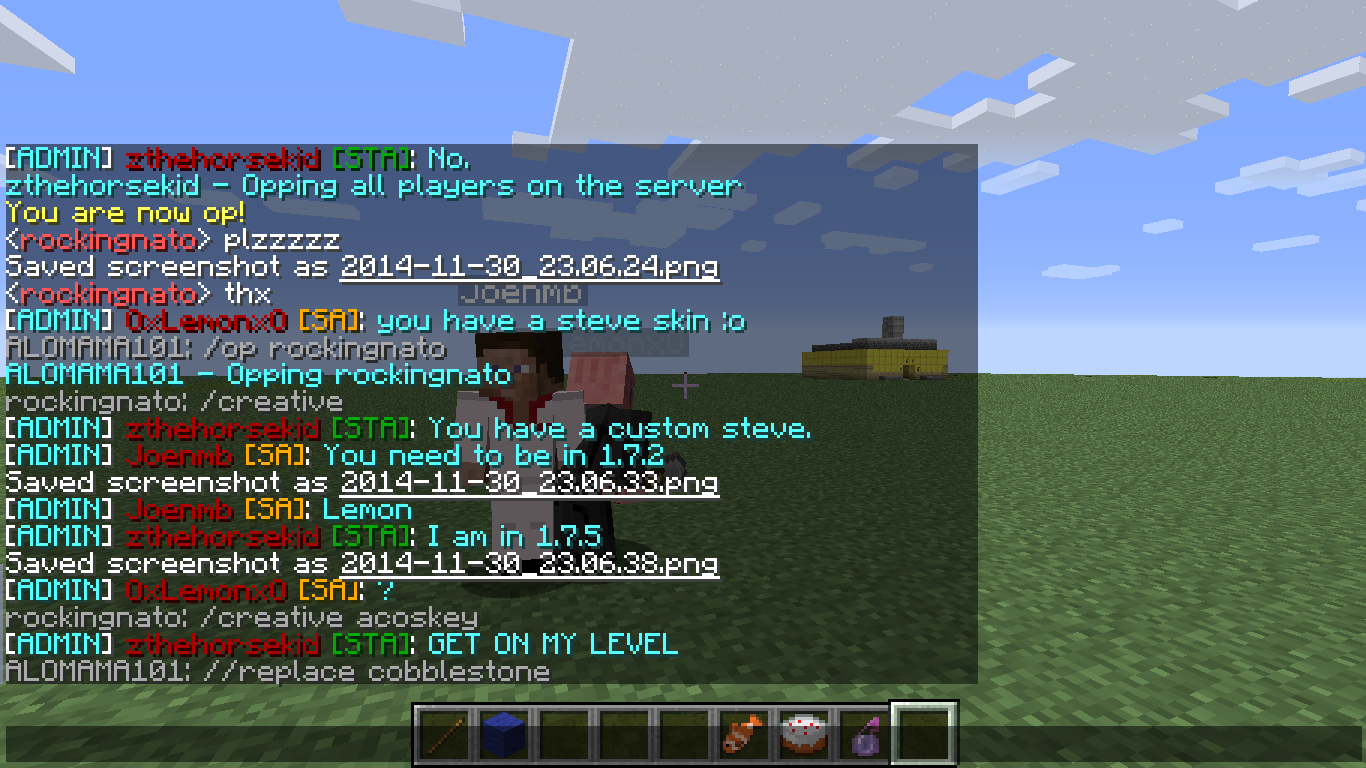 [ADMIN] zthehorsekid [STA]: No.
zthehorsekid - Opping all players on the server
You are now op!
<rockingnato> plzzzzz
Saved screenshot as 2014-11-30_23.06.24.png
<rockingnato> thx
Joenmb
[ADMIN] 0xLemonx0 [SA]: you have a steve skin :o
ALOMAMA101: /op rockingnato
ALOMAMA101 - Opping rockingnato
rockingnato: /creative
[ADMIN] zthehorsekid [STA]: You have a custom steve.
[ADMIN] Joenmb [SA]: You need to be in 1.7.2
Saved screenshot as 2014-11-30_23.06.33.png
[ADMIN] Joenmb [SA]: Lemon
[ADMIN] zthehorsekid [STA]: I am in 1.7.5
Saved screenshot as 2014-11-30_23.06.38.png
[ADMIN] 0xLemonx0 [SA]: ?
rockingnato: /creative acoskey
[ADMIN] zthehorsekid [STA]: GET ON MY LEVEL
ALOMAMA101: //replace cobblestone